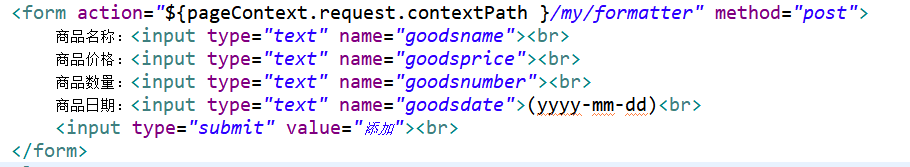 <form action="${pageContext.request.contextPath }/my/formatter" method="post">
商品名称：<input type="text" name="goodsname"><br>
商品价格：<input type="text" name="goodsprice"><br>
商品数量：<input type="text" name="goodsnumber"><br>
商品日期：<input type="text" name="goodsdate">(yyyy-mm-dd)<br>
<input type="submit" value="添加"><br>
</form>